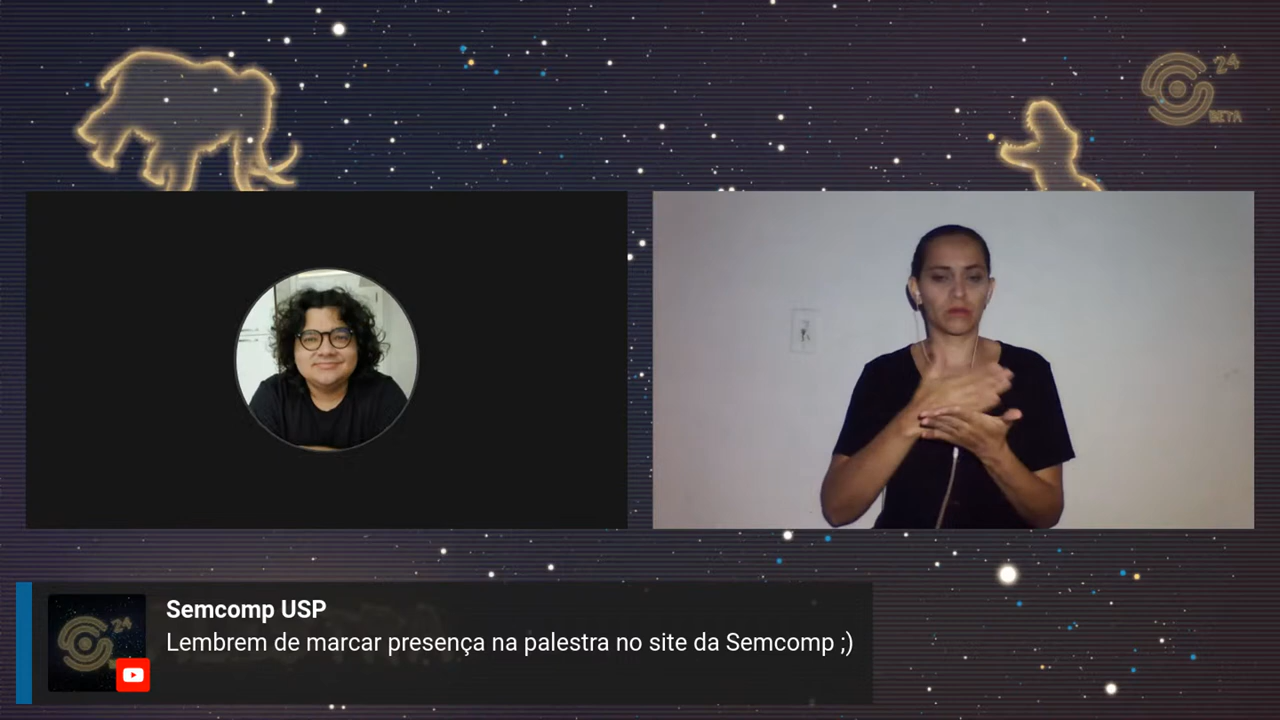 24
BETA
Semcomp USP
24
Lembrem de marcar presença na palestra no site da Semcomp ;)